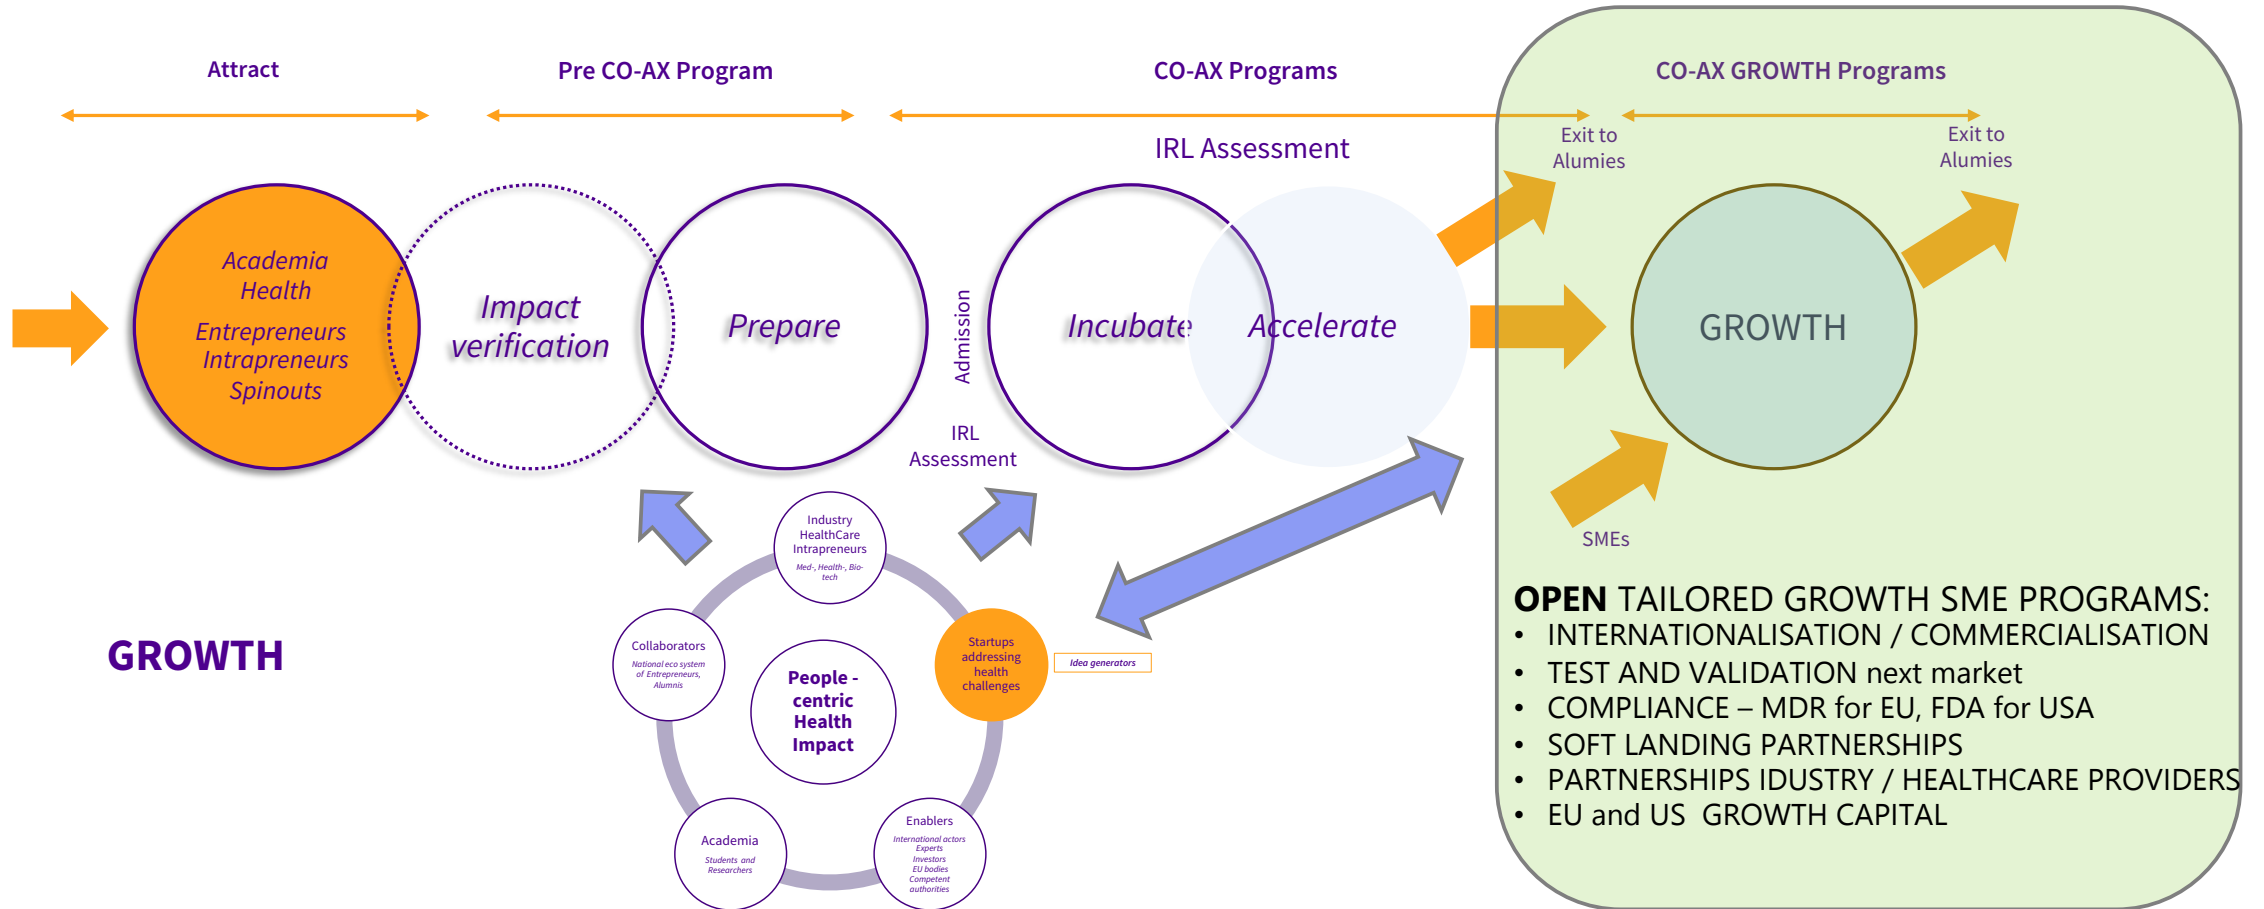 Attract
Pre CO-AX Program
CO-AX Programs
CO-AX GROWTH Programs
IRL Assessment
Exit to
Alumies
Exit to
Alumies
Academia
Health
Entrepreneurs
Intrapreneurs
Spinouts
Impact
verification
Prepare
Admission
IRL
Assessment
Incubate
Accelerate
GROWTH
SMEs
GROWTH
Industry
HealthCare
Intrapreneurs
Med-, Health-, Bio-
tech
Collaborators
National eco system
of Entrepreneurs,
Alumnis
Startups
addressing
health
challenges
Idea generators
People -
centric
Health
Impact
Academia
Students and
Researchers
Enablers
International actors
Experts
Investors
EU bodies
Competent
authorities
OPEN TAILORED GROWTH SME PROGRAMS:
• INTERNATIONALISATION / COMMERCIALISATION
• TEST AND VALIDATION next market
• COMPLIANCE – MDR for EU, FDA for USA
• SOFT LANDING PARTNERSHIPS
• PARTNERSHIPS IDUSTRY / HEALTHCARE PROVIDERS
• EU and US GROWTH CAPITAL